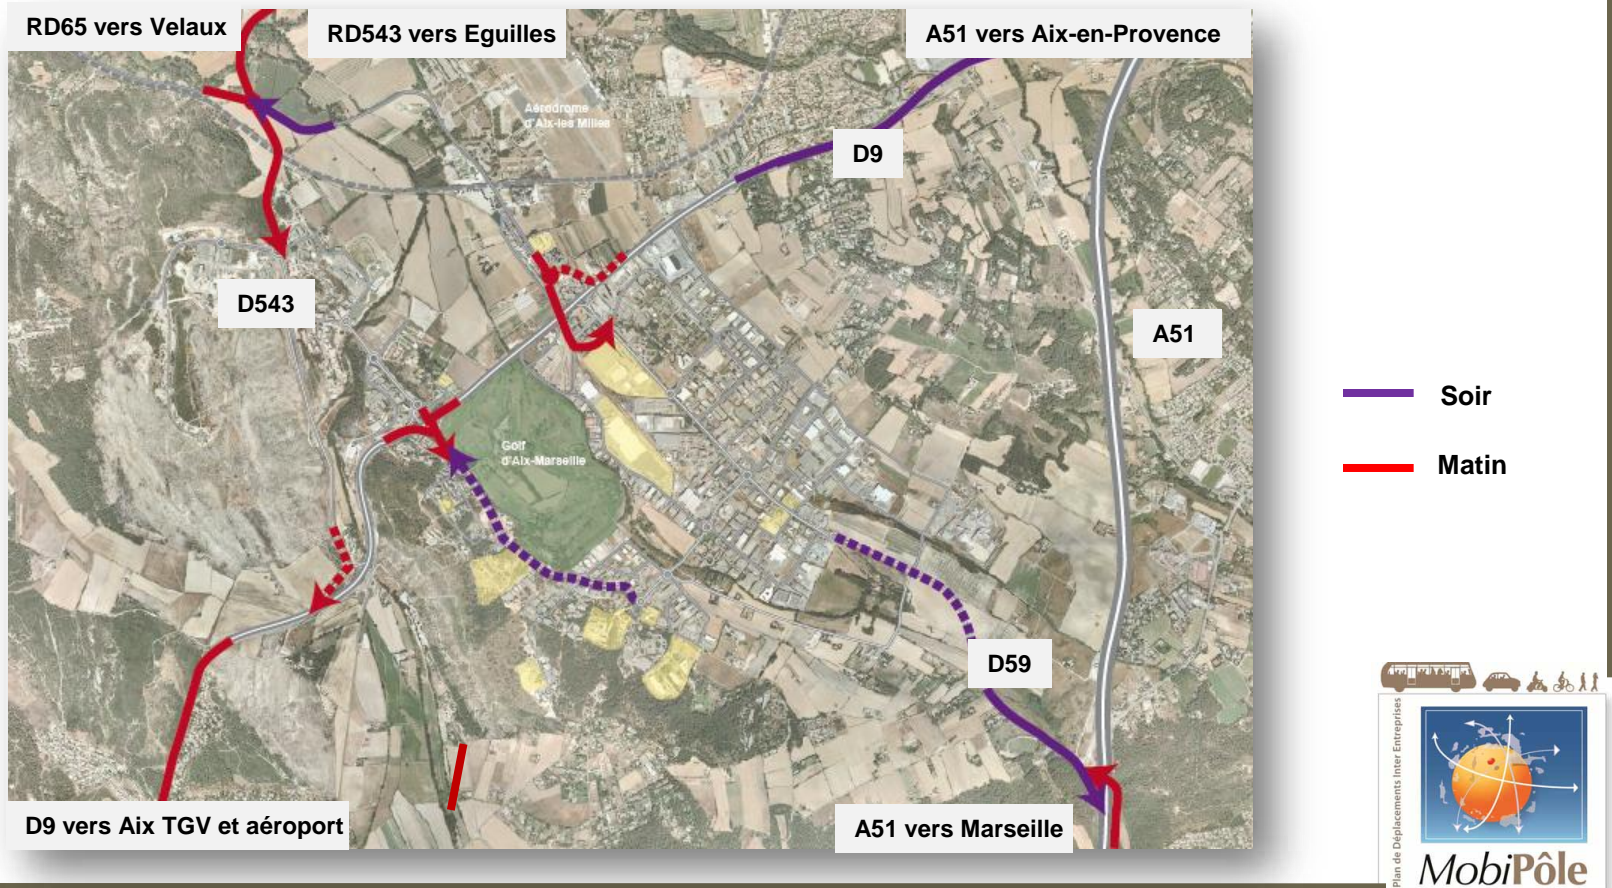 RD65 vers Velaux
RD543 vers Eguilles
A51 vers Aix-en-Provence
Aérodrome
d'Aix-les Milles
D9
D543
A51
Soir
Golf
d'Aix-Marseille
Matin
D59
D9 vers Aix TGV et aéroport
A51 vers Marseille
Plan de Déplacements Inter Entreprises
MobiPôle